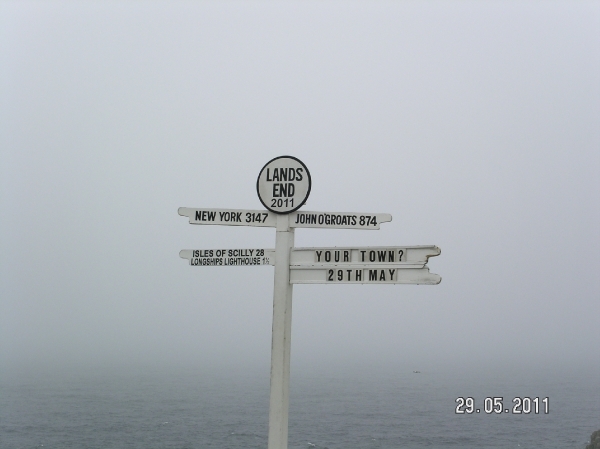 LANDS
END
2011
NEW YORK 3147
JOHN O'GROATS 874
ISLES OF SCILLY 28
LONGSHIPS LIGHTHOUSE 1½
YOUR TOWN?
29TH MAY
29.05.2011